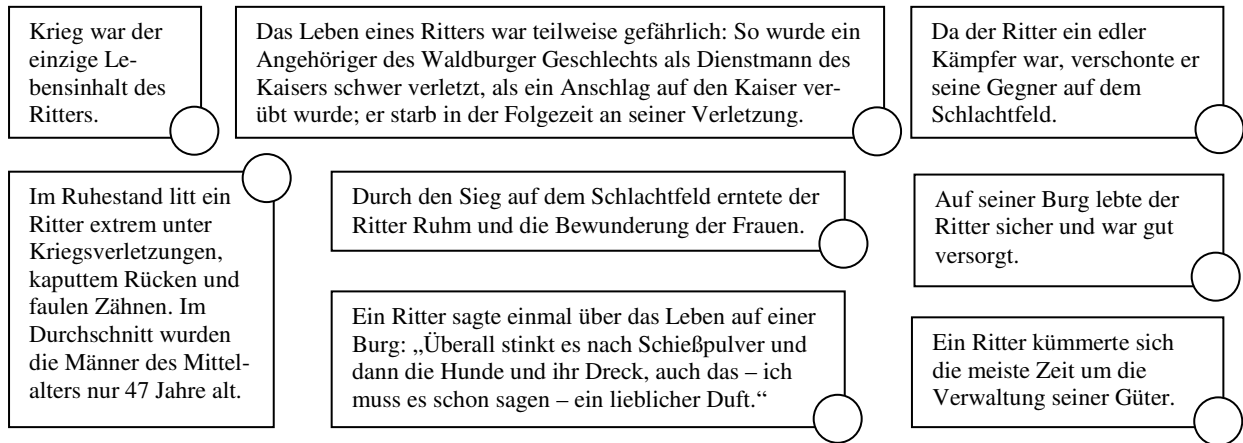 Krieg war der
einzige Le-
bensinhalt des
Ritters.
Das Leben eines Ritters war teilweise gefährlich: So wurde ein
Angehöriger des Waldburger Geschlechts als Dienstmann des
Kaisers schwer verletzt, als ein Anschlag auf den Kaiser ver-
übt wurde; er starb in der Folgezeit an seiner Verletzung.
Da der Ritter ein edler
Kämpfer war, verschonte er
seine Gegner auf dem
Schlachtfeld.
Im Ruhestand litt ein
Ritter extrem unter
Kriegsverletzungen,
kaputtem Rücken und
faulen Zähnen. Im
Durchschnitt wurden
die Männer des Mittel-
alters nur 47 Jahre alt.
Durch den Sieg auf dem Schlachtfeld erntete der
Ritter Ruhm und die Bewunderung der Frauen.
Auf seiner Burg lebte der
Ritter sicher und war gut
versorgt.
Ein Ritter sagte einmal über das Leben auf einer
Burg: „Überall stinkt es nach Schießpulver und
dann die Hunde und ihr Dreck, auch das – ich
muss es schon sagen – ein lieblicher Duft.“
Ein Ritter kümmerte sich
die meiste Zeit um die
Verwaltung seiner Güter.